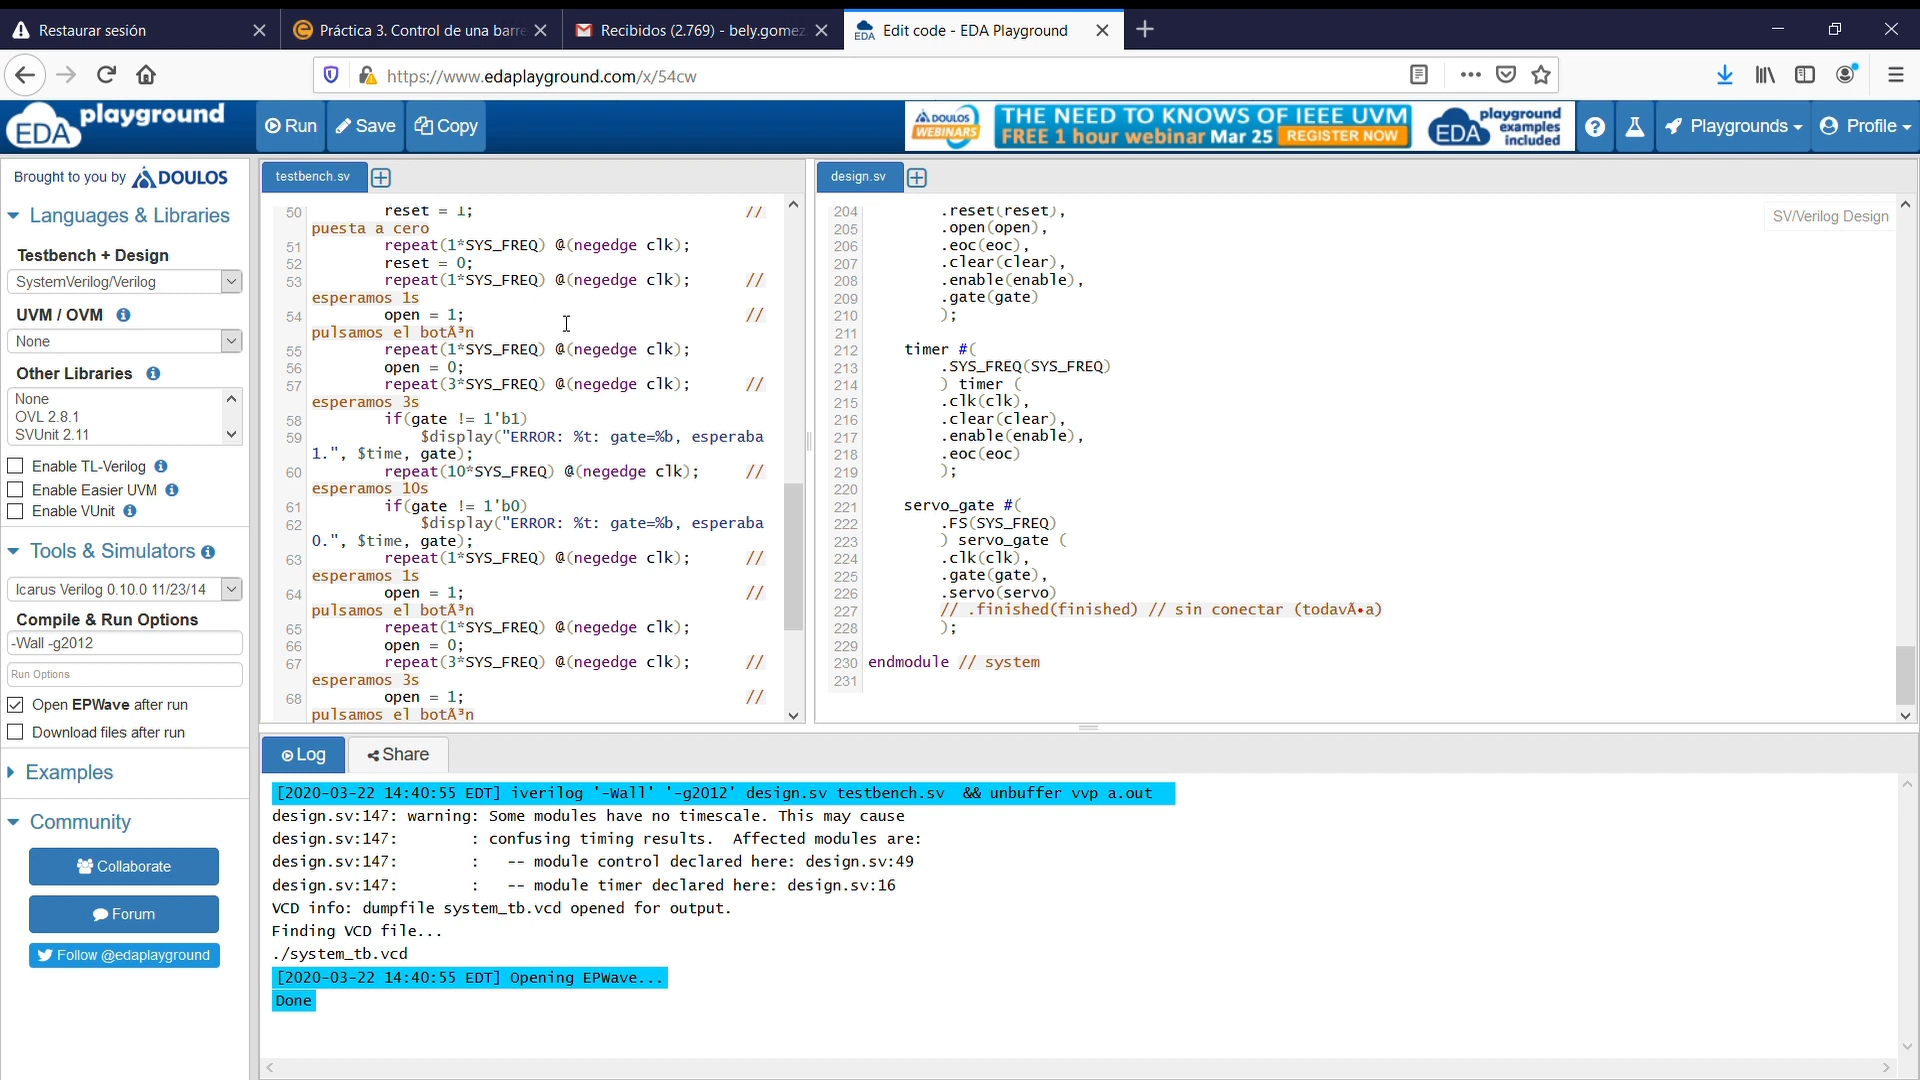 Restaurar sesión
Práctica 3. Control de una barre
Recibidos (2.769) - bely.gomez
Edit code - EDA Playground
https://www.edaplayground.com/x/54cw
EDA playground
Run
Save
Copy
DOULOS
WEBINARS
THE NEED TO KNOWS OF IEEE UVM
FREE 1 hour webinar Mar 25 REGISTER NOW
EDA playground
examples
included
Playgrounds
Profile
Brought to you by DOULOS
Languages & Libraries
Testbench + Design
SystemVerilog/Verilog
UVM / OVM
None
Other Libraries
None
OVL 2.8.1
SVUnit 2.11
Enable TL-Verilog
Enable Easier UVM
Enable VUnit
Tools & Simulators
Icarus Verilog 0.10.0 11/23/14
Compile & Run Options
-Wall -g2012
Run Options
Open EPWave after run
Download files after run
Examples
Community
Collaborate
Forum
Follow @edaplayground
testbench.sv
50 reset = 1; //
puesta a cero
51 repeat(1*SYS_FREQ) @(negedge clk);
52 reset = 0;
53 repeat(1*SYS_FREQ) @(negedge clk); //
esperamos 1s
54 open = 1; //
pulsamos el botÃ³n
55 repeat(1*SYS_FREQ) @(negedge clk);
56 open = 0;
57 repeat(3*SYS_FREQ) @(negedge clk); //
esperamos 3s
58 if(gate != 1'b1)
59 $display("ERROR: %t: gate=%b, esperaba
1.", $time, gate);
60 repeat(10*SYS_FREQ) @(negedge clk); //
esperamos 10s
61 if(gate != 1'b0)
62 $display("ERROR: %t: gate=%b, esperaba
0.", $time, gate);
63 repeat(1*SYS_FREQ) @(negedge clk); //
esperamos 1s
64 open = 1; //
pulsamos el botÃ³n
65 repeat(1*SYS_FREQ) @(negedge clk);
66 open = 0;
67 repeat(3*SYS_FREQ) @(negedge clk); //
esperamos 3s
68 open = 1; //
pulsamos el botÃ³n
design.sv
SV/Verilog Design
204 .reset(reset),
205 .open(open),
206 .eoc(eoc),
207 .clear(clear),
208 .enable(enable),
209 .gate(gate)
210 );
211
212 timer #(
213 .SYS_FREQ(SYS_FREQ)
214 ) timer (
215 .clk(clk),
216 .clear(clear),
217 .enable(enable),
218 .eoc(eoc)
219 );
220
221 servo_gate #(
222 .FS(SYS_FREQ)
223 ) servo_gate (
224 .clk(clk),
225 .gate(gate),
226 .servo(servo)
227 // .finished(finished) // sin conectar (todavÃ•a)
228 );
229
230 endmodule // system
231
Log
Share
[2020-03-22 14:40:55 EDT] iverilog '-Wall' '-g2012' design.sv testbench.sv && unbuffer vvp a.out
design.sv:147: warning: Some modules have no timescale. This may cause
design.sv:147: : confusing timing results. Affected modules are:
design.sv:147: : -- module control declared here: design.sv:49
design.sv:147: : -- module timer declared here: design.sv:16
VCD info: dumpfile system_tb.vcd opened for output.
Finding VCD file...
./system_tb.vcd
[2020-03-22 14:40:55 EDT] Opening EPWave...
Done